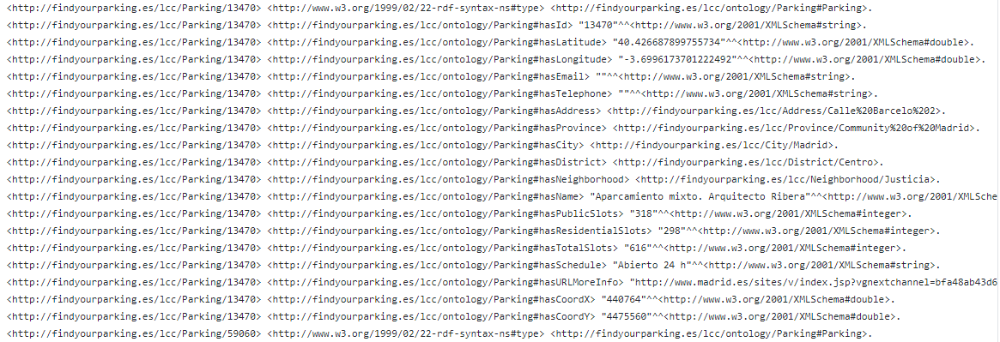 <http://findyourparking.es/lcc/Parking/13470> <http://www.w3.org/1999/02/22-rdf-syntax-ns#type> <http://findyourparking.es/lcc/ontology/Parking#Parking>.
<http://findyourparking.es/lcc/Parking/13470> <http://findyourparking.es/lcc/ontology/Parking#hasId> "13470"^^<http://www.w3.org/2001/XMLSchema#string>.
<http://findyourparking.es/lcc/Parking/13470> <http://findyourparking.es/lcc/ontology/Parking#hasLatitude> "40.426687899755734"^^<http://www.w3.org/2001/XMLSchema#double>.
<http://findyourparking.es/lcc/Parking/13470> <http://findyourparking.es/lcc/ontology/Parking#hasLongitude> "-3.6996173701222492"^^<http://www.w3.org/2001/XMLSchema#double>.
<http://findyourparking.es/lcc/Parking/13470> <http://findyourparking.es/lcc/ontology/Parking#hasEmail> ""^^<http://www.w3.org/2001/XMLSchema#string>.
<http://findyourparking.es/lcc/Parking/13470> <http://findyourparking.es/lcc/ontology/Parking#hasTelephone> ""^^<http://www.w3.org/2001/XMLSchema#string>.
<http://findyourparking.es/lcc/Parking/13470> <http://findyourparking.es/lcc/ontology/Parking#hasAddress> <http://findyourparking.es/lcc/Address/Calle%20Barcelo%202>.
<http://findyourparking.es/lcc/Parking/13470> <http://findyourparking.es/lcc/ontology/Parking#hasProvince> <http://findyourparking.es/lcc/Province/Community%20of%20Madrid>.
<http://findyourparking.es/lcc/Parking/13470> <http://findyourparking.es/lcc/ontology/Parking#hasCity> <http://findyourparking.es/lcc/City/Madrid>.
<http://findyourparking.es/lcc/Parking/13470> <http://findyourparking.es/lcc/ontology/Parking#hasDistrict> <http://findyourparking.es/lcc/District/Centro>.
<http://findyourparking.es/lcc/Parking/13470> <http://findyourparking.es/lcc/ontology/Parking#hasNeighborhood> <http://findyourparking.es/lcc/Neighborhood/Justicia>.
<http://findyourparking.es/lcc/Parking/13470> <http://findyourparking.es/lcc/ontology/Parking#hasName> "Aparcamiento mixto. Arquitecto Ribera"^^<http://www.w3.org/2001/XMLSche
<http://findyourparking.es/lcc/Parking/13470> <http://findyourparking.es/lcc/ontology/Parking#hasPublicSlots> "318"^^<http://www.w3.org/2001/XMLSchema#integer>.
<http://findyourparking.es/lcc/Parking/13470> <http://findyourparking.es/lcc/ontology/Parking#hasResidentialSlots> "298"^^<http://www.w3.org/2001/XMLSchema#integer>.
<http://findyourparking.es/lcc/Parking/13470> <http://findyourparking.es/lcc/ontology/Parking#hasTotalSlots> "616"^^<http://www.w3.org/2001/XMLSchema#integer>.
<http://findyourparking.es/lcc/Parking/13470> <http://findyourparking.es/lcc/ontology/Parking#hasSchedule> "Abierto 24 h"^^<http://www.w3.org/2001/XMLSchema#string>.
<http://findyourparking.es/lcc/Parking/13470> <http://findyourparking.es/lcc/ontology/Parking#hasURLMoreInfo> "http://www.madrid.es/sites/v/index.jsp?vgnextchannel=bfa48ab43d6
<http://findyourparking.es/lcc/Parking/13470> <http://findyourparking.es/lcc/ontology/Parking#hasCoordX> "440764"^^<http://www.w3.org/2001/XMLSchema#double>.
<http://findyourparking.es/lcc/Parking/13470> <http://findyourparking.es/lcc/ontology/Parking#hasCoordY> "4475560"^^<http://www.w3.org/2001/XMLSchema#double>.
<http://findyourparking.es/lcc/Parking/59060> <http://www.w3.org/1999/02/22-rdf-syntax-ns#type> <http://findyourparking.es/lcc/ontology/Parking#Parking>.